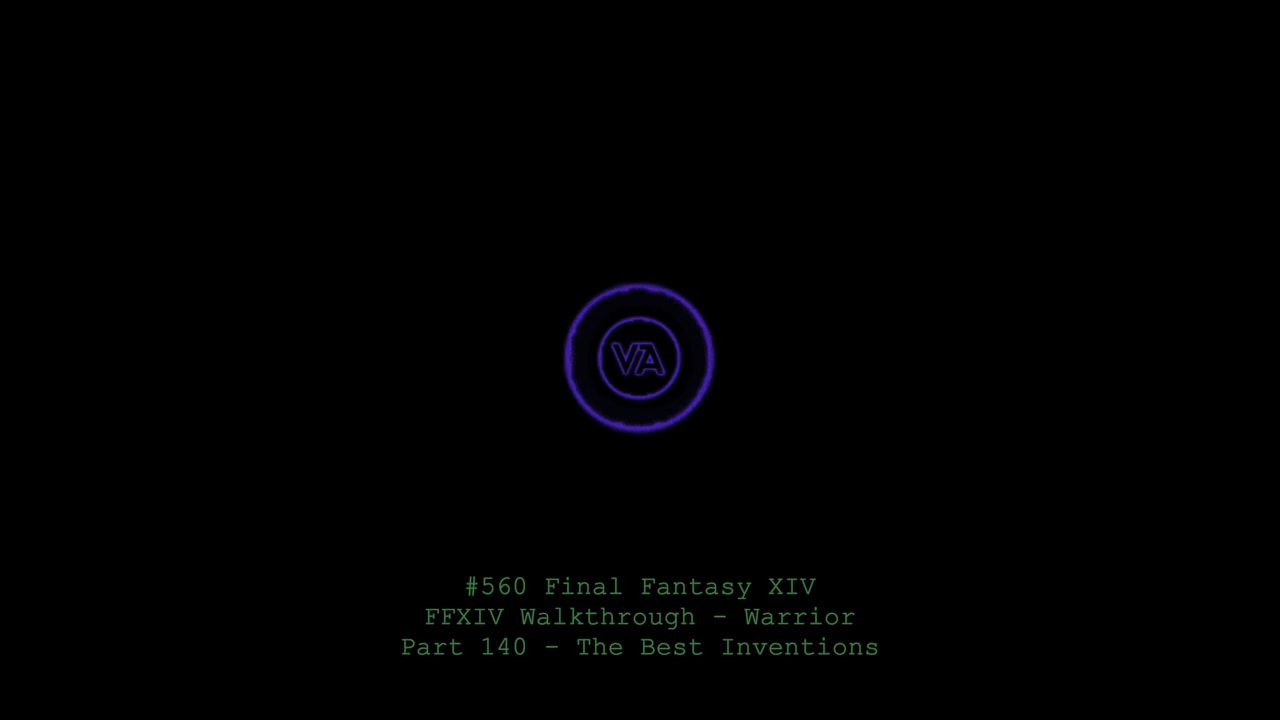 VA
#560 Final Fantasy XIV
FFXIV Walkthrough - Warrior
Part 140 - The Best Inventions